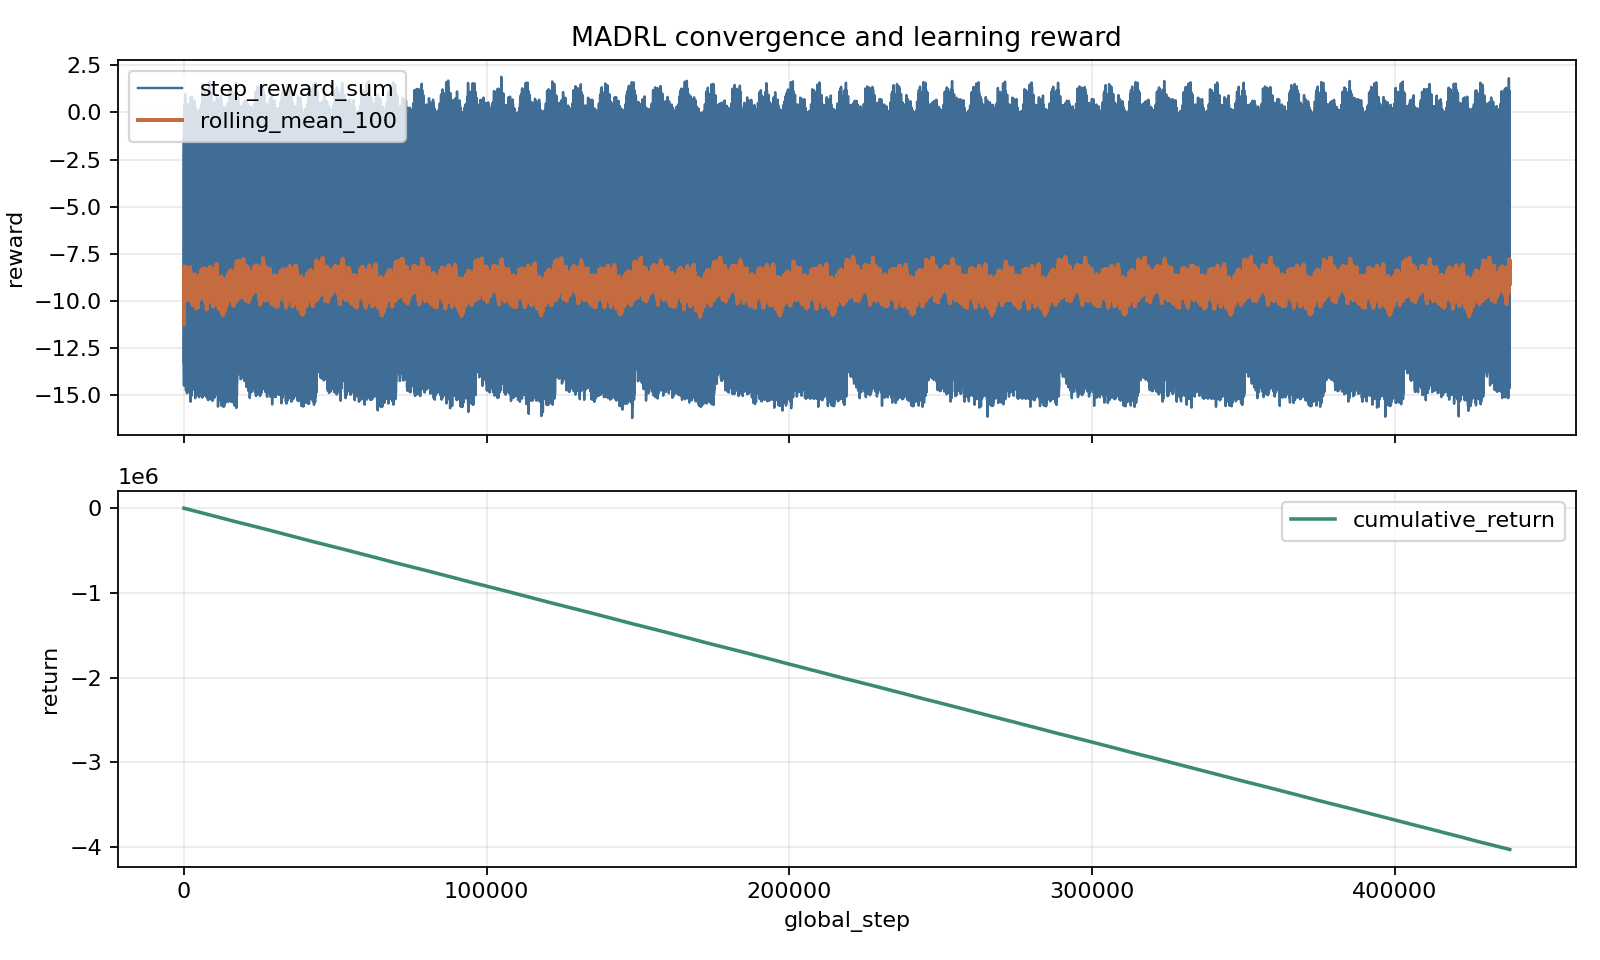 MADRL convergence and learning reward
step_reward_sum
rolling_mean_100
reward
2.5
0.0
−2.5
−5.0
−7.5
−10.0
−12.5
−15.0
1e6
cumulative_return
return
0
−1
−2
−3
−4
0 100000 200000 300000 400000
global_step